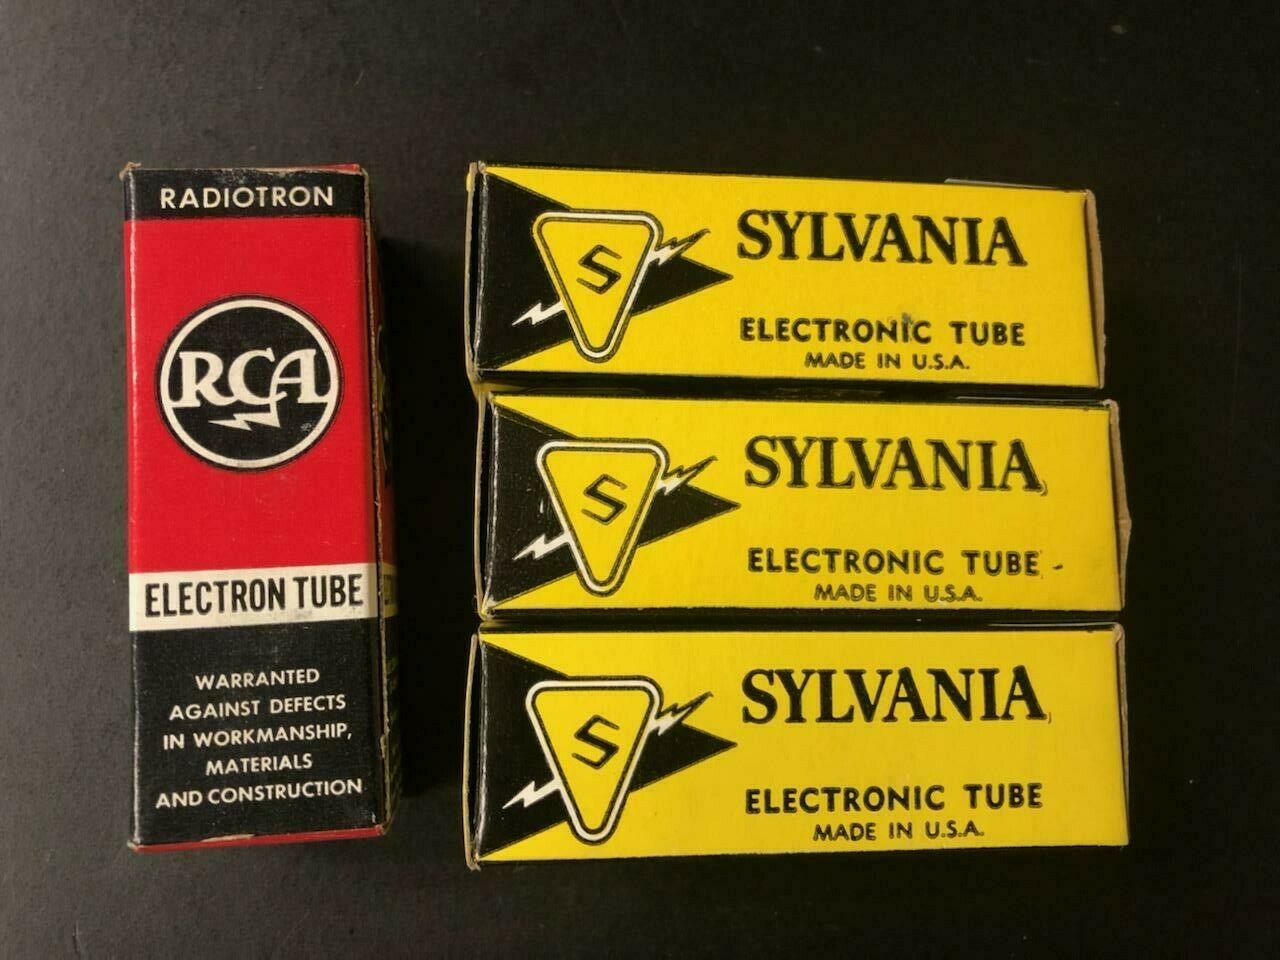 RADIOTRON
RCA
ELECTRON TUBE
WARRANTED
AGAINST DEFECTS
IN WORKMANSHIP,
MATERIALS
AND CONSTRUCTION
S
SYLVANIA
ELECTRONIC TUBE
MADE IN U.S.A.
S
SYLVANIA
ELECTRONIC TUBE
MADE IN U.S.A.
S
SYLVANIA
ELECTRONIC TUBE
MADE IN U.S.A.